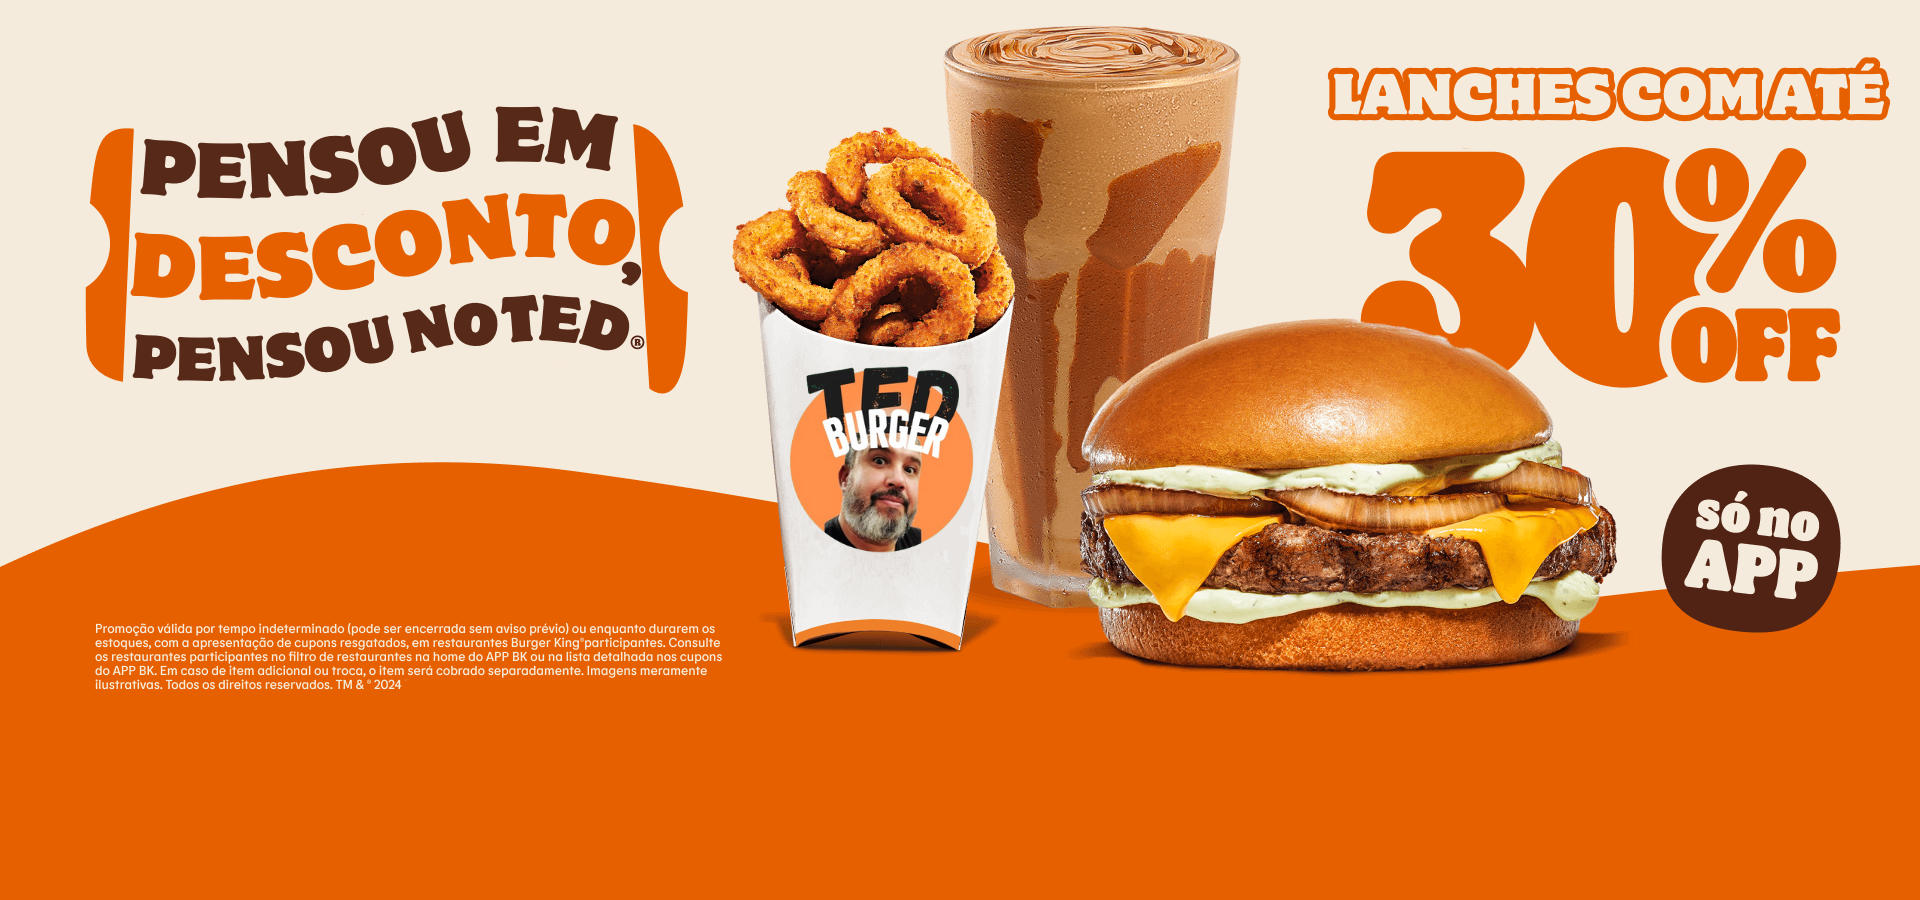 PENSOU EM
DESCONTO,
PENSOU NO TED®
TED
BURGER
LANCHES COM ATÉ
30%
OFF
só no
APP
Promoção válida por tempo indeterminado (pode ser encerrada sem aviso prévio) ou enquanto durarem os
estoques, com a apresentação de cupons resgatados, em restaurantes Burger King®participantes. Consulte
os restaurantes participantes no filtro de restaurantes na home do APP BK ou na lista detalhada nos cupons
do APP BK. Em caso de item adicional ou troca, o item será cobrado separadamente. Imagens meramente
ilustrativas. Todos os direitos reservados. TM & ® 2024